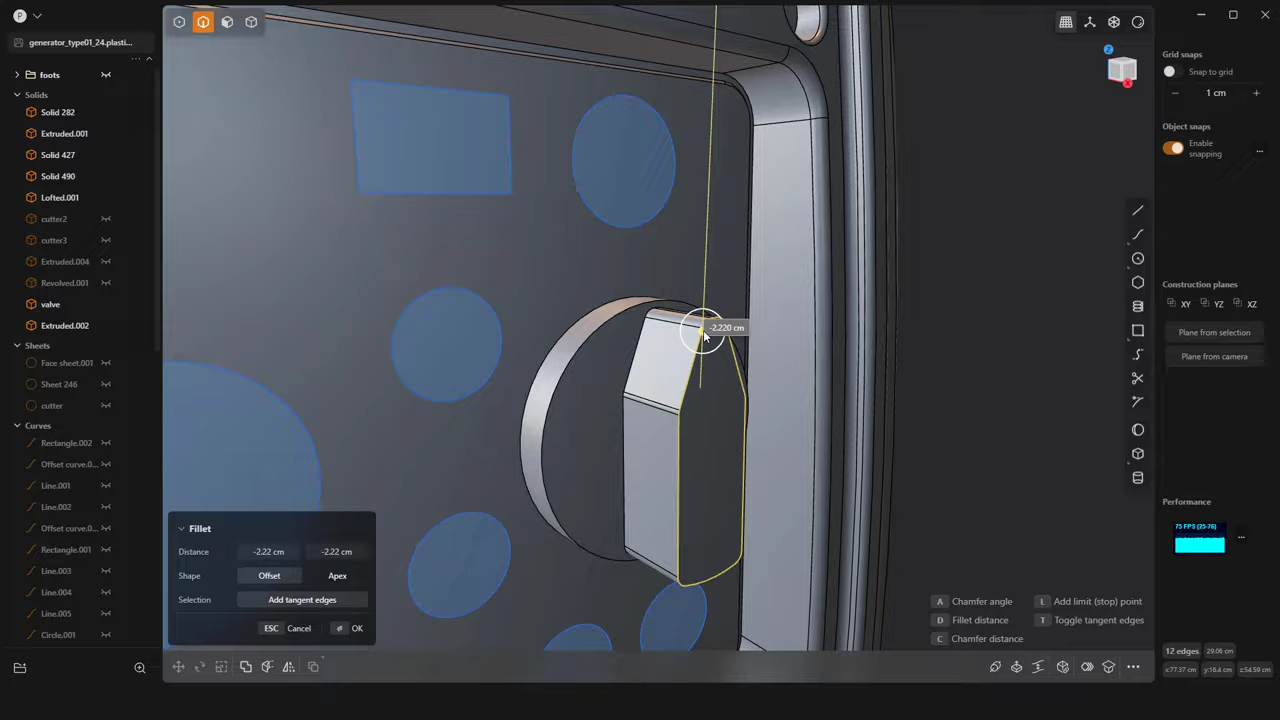 P
generator_type01_24.plasti...
foots
Solids
Solid 282
Extruded.001
Solid 427
Solid 490
Lofted.001
cutter2
cutter3
Extruded.004
Revolved.001
valve
Extruded.002
Sheets
Face sheet.001
Sheet 246
cutter
Curves
Rectangle.002
Offset curve.0...
Line.001
Line.002
Offset curve.0...
Rectangle.001
Line.003
Line.004
Line.005
Circle.001
-2.220 cm
Fillet
Distance -2.22 cm -2.22 cm
Shape Offset Apex
Selection Add tangent edges
ESC Cancel OK
A Chamfer angle L Add limit (stop) point
D Fillet distance T Toggle tangent edges
C Chamfer distance
Z
X
Grid snaps
Snap to grid
1 cm
Object snaps
Enable
snapping
Construction planes
XY YZ XZ
Plane from selection
Plane from camera
Performance
75 FPS (25-76)
12 edges 29.06 cm
x:77.37 cm y:16.4 cm z:54.59 cm